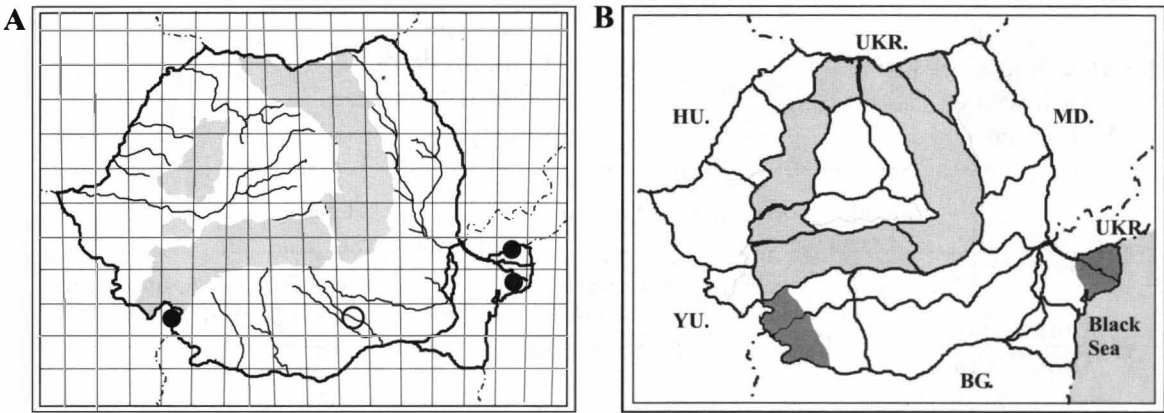 A
B
UKR.
HU.
MD.
UKR.
YU.
Black
Sea
BG.